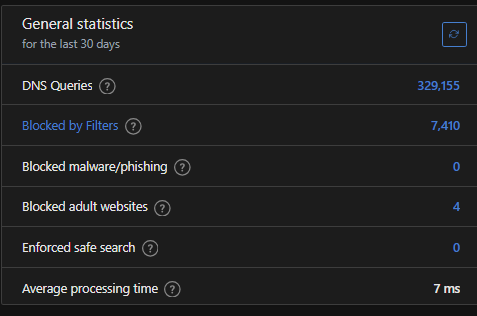 General statistics
for the last 30 days
DNS Queries ? 329,155
Blocked by Filters ? 7,410
Blocked malware/phishing ? 0
Blocked adult websites ? 4
Enforced safe search ? 0
Average processing time ? 7 ms